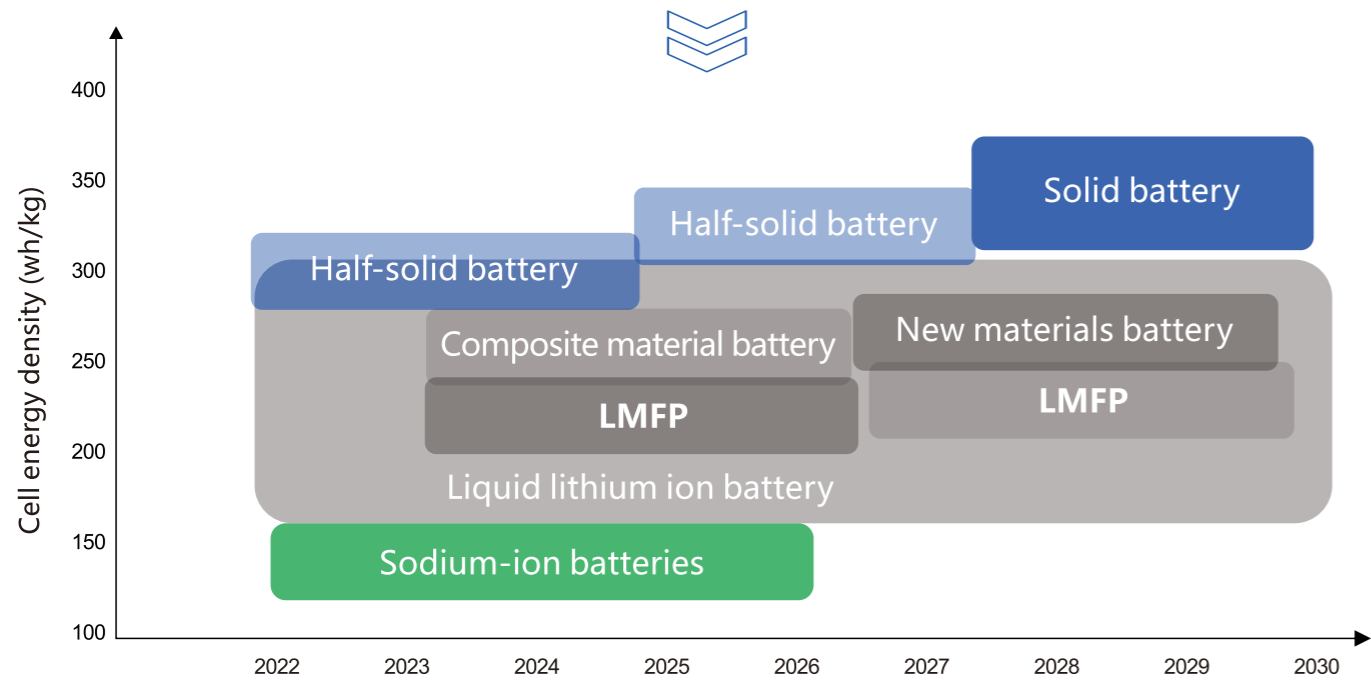 Cell energy density (wh/kg)
400
350
300
250
200
150
100
Solid battery
Half-solid battery
Half-solid battery
New materials battery
Composite material battery
LMFP
LMFP
Liquid lithium ion battery
Sodium-ion batteries
2022
2023
2024
2025
2026
2027
2028
2029
2030